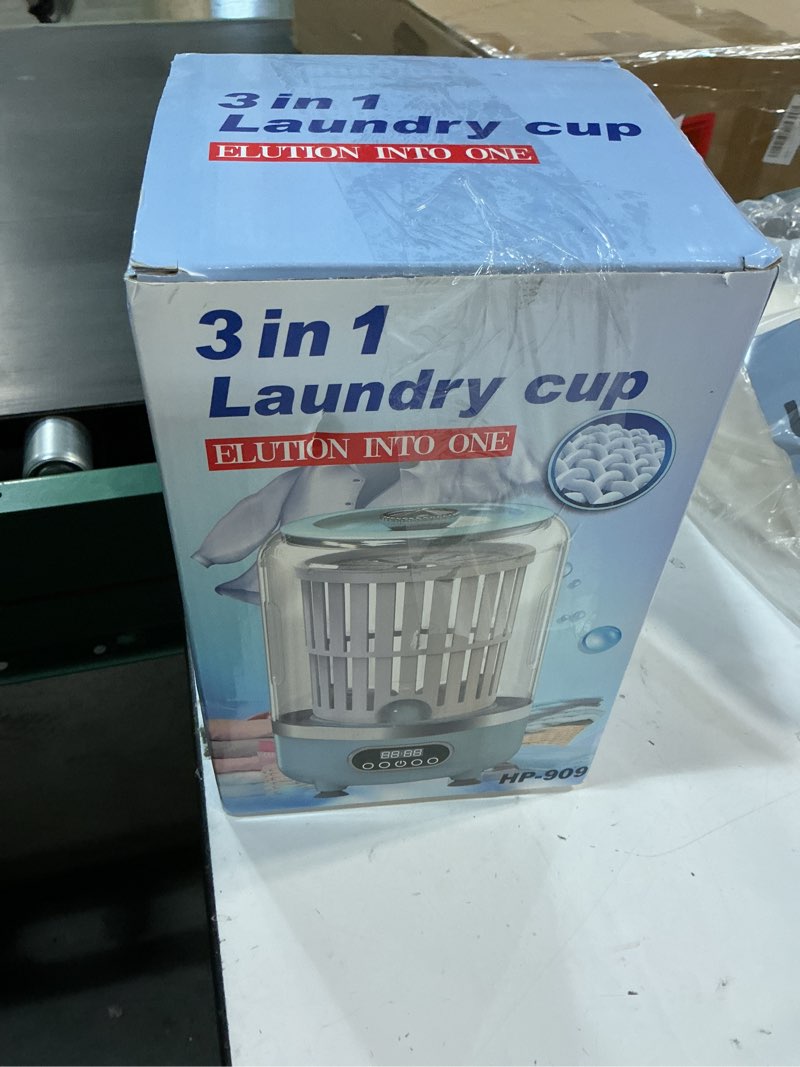 3 in 1
Laundry cup
ELUTION INTO ONE
3 in 1
Laundry cup
ELUTION INTO ONE
88:88
HP-909